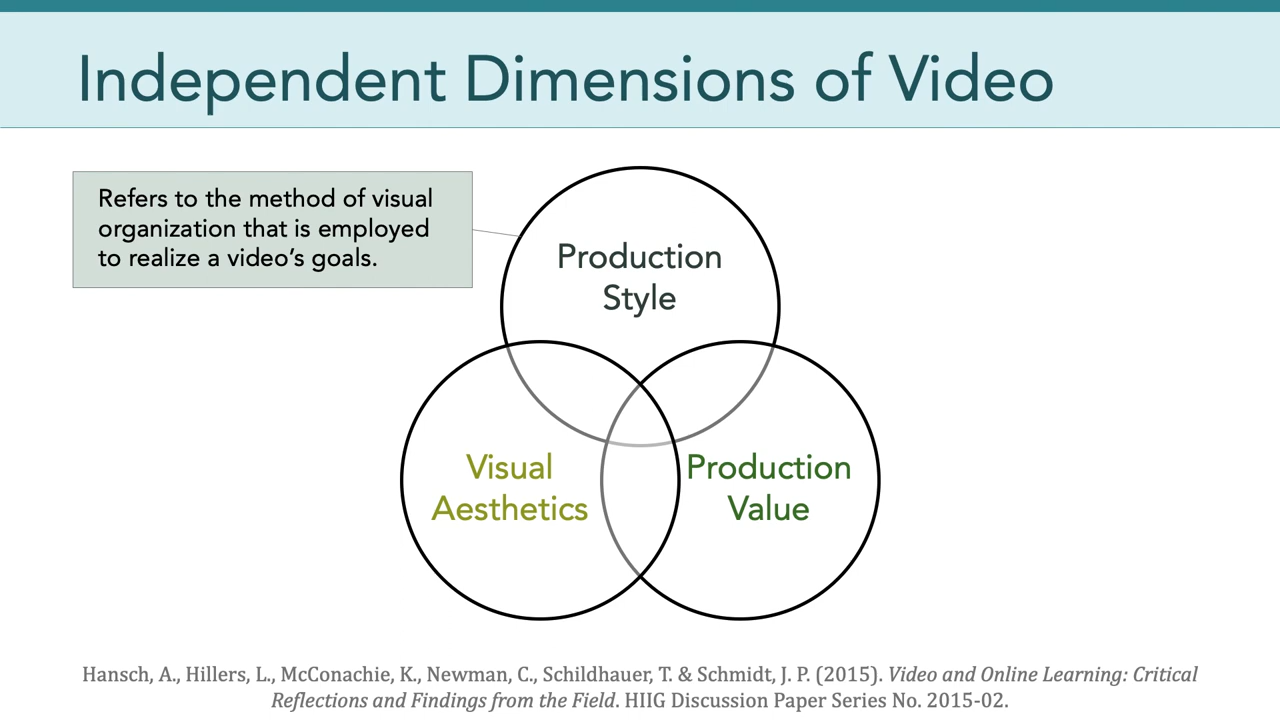 Independent Dimensions of Video
Refers to the method of visual
organization that is employed
to realize a video’s goals.
Production
Style
Visual
Aesthetics
Production
Value
Hansch, A., Hillers, L., McConachie, K., Newman, C., Schildhauer, T. & Schmidt, J. P. (2015). Video and Online Learning: Critical
Reflections and Findings from the Field. HIIG Discussion Paper Series No. 2015-02.